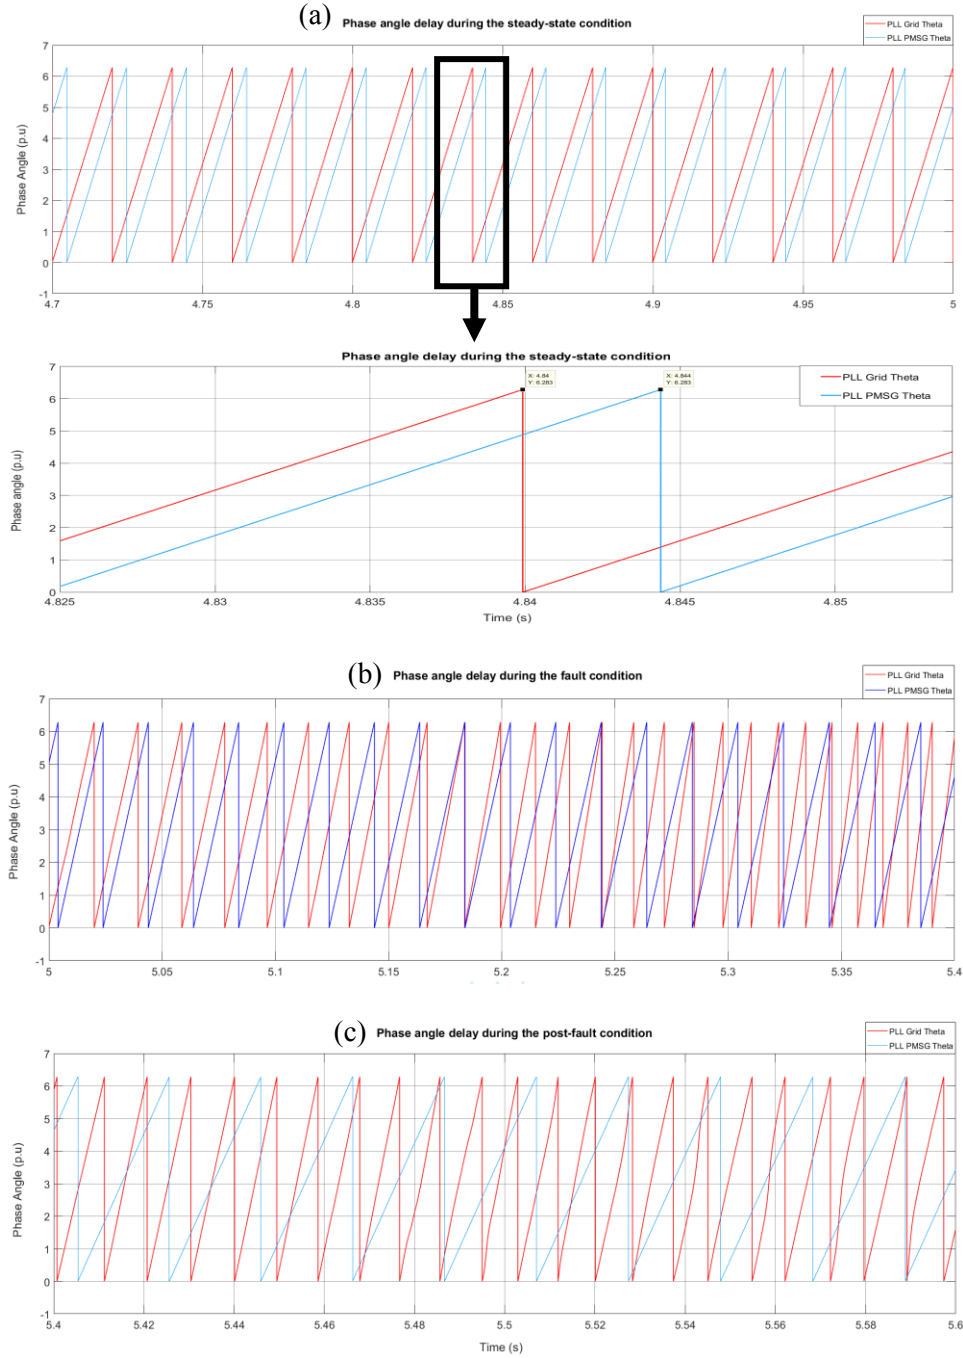 (a) Phase angle delay during the steady-state condition
PLL Grid Theta
PLL PMSG Theta
Phase Angle (p.u)
7
6
5
4
3
2
1
0
-1
4.7 4.75 4.8 4.85 4.9 4.95 5
Phase angle delay during the steady-state condition
X: 4.84
Y: 6.283
X: 4.844
Y: 6.283
PLL Grid Theta
PLL PMSG Theta
Phase angle (p.u)
7
6
5
4
3
2
1
0
4.825 4.83 4.835 4.84 4.845 4.85
Time (s)
(b) Phase angle delay during the fault condition
PLL Grid Theta
PLL PMSG Theta
Phase Angle (p.u)
7
6
5
4
3
2
1
0
-1
5 5.05 5.1 5.15 5.2 5.25 5.3 5.35 5.4
(c) Phase angle delay during the post-fault condition
PLL Grid Theta
PLL PMSG Theta
Phase Angle (p.u)
7
6
5
4
3
2
1
0
-1
5.4 5.42 5.44 5.46 5.48 5.5 5.52 5.54 5.56 5.58 5.6
Time (s)